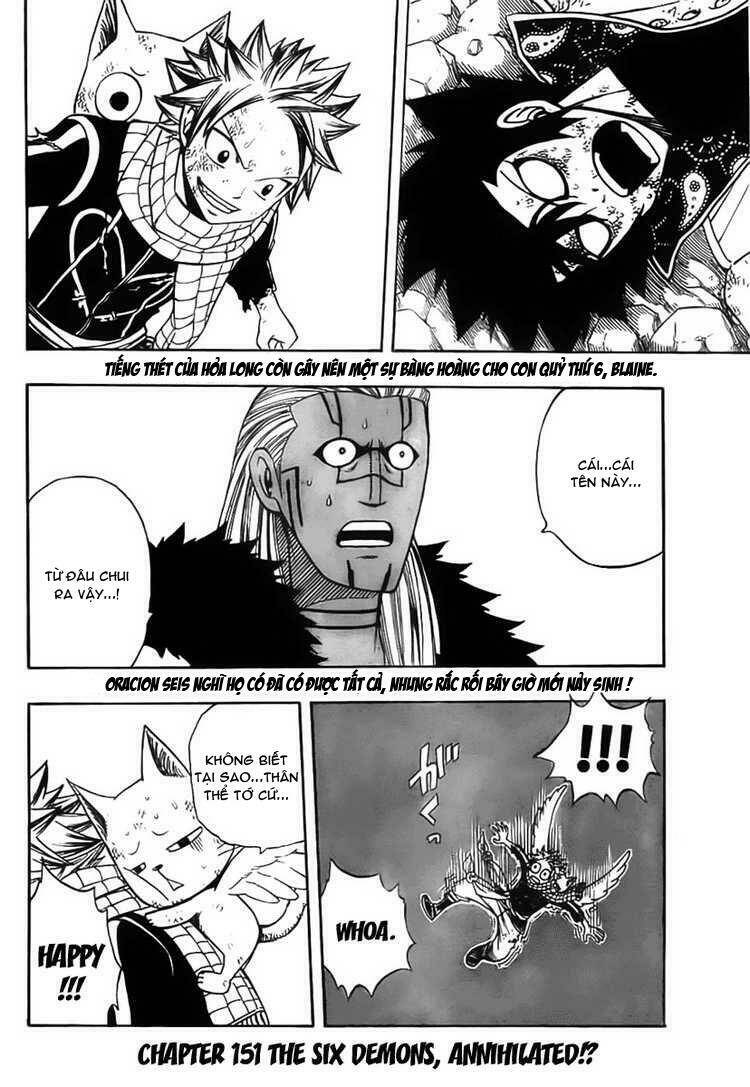 TIẾNG THÉT CỦA HỎA LONG CÒN GÂY NÊN MỘT SỰ BÀNG HOÀNG CHO CON QUỶ THỨ 6, BLAINE.
CÁI...CÁI
TÊN NÀY...
TỪ ĐÂU CHUI
RA VẬY...!
ORACION SEIS NGHĨ HỌ CÓ ĐÃ CÓ ĐƯỢC TẤT CẢ, NHƯNG RẮC RỐI BÂY GIỜ MỚI NẢY SINH !
KHÔNG BIẾT
TẠI SAO...THÂN
THỂ TỚ CỨ...
HAPPY
!!!
!!!
ガくっ
WHOA.
CHAPTER 151 THE SIX DEMONS, ANNIHILATED!?